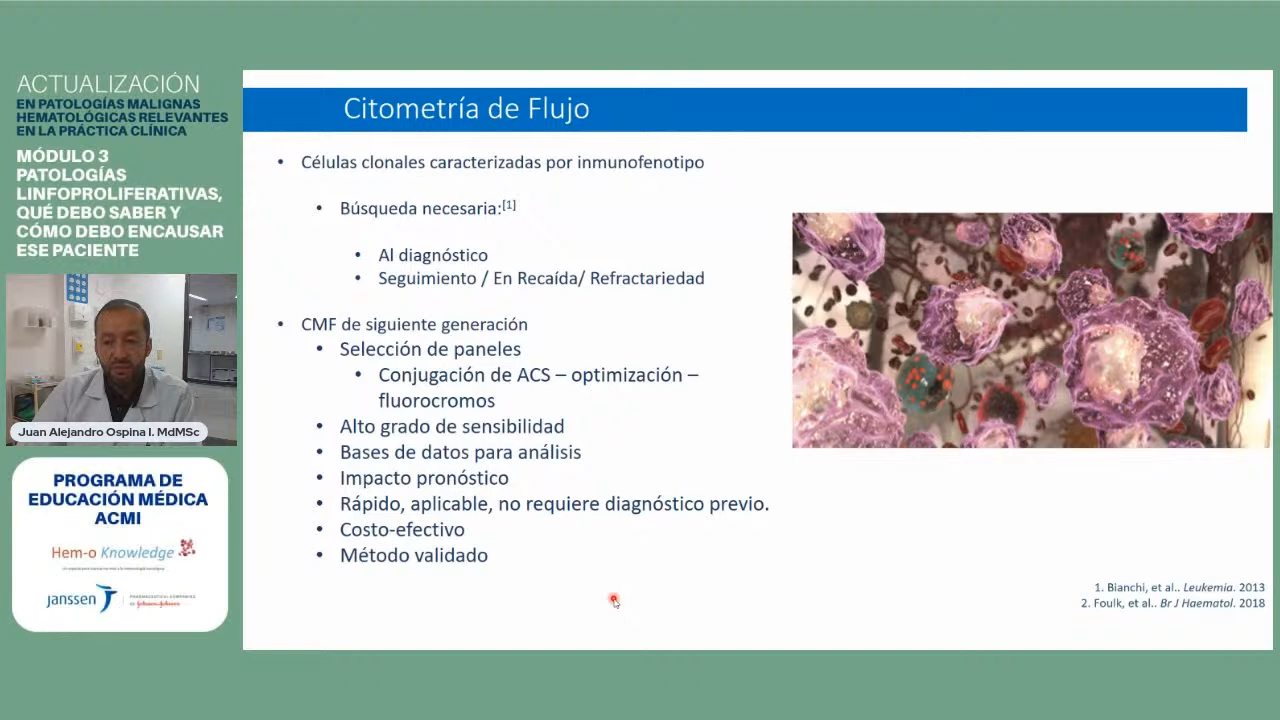 ACTUALIZACIÓN
EN PATOLOGÍAS MALIGNAS
HEMATOLÓGICAS RELEVANTES
EN LA PRÁCTICA CLÍNICA
MÓDULO 3
PATOLOGÍAS
LINFOPROLIFERATIVAS,
QUÉ DEBO SABER Y
CÓMO DEBO ENCAUSAR
ESE PACIENTE
Juan Alejandro Ospina I. MdMSc
PROGRAMA DE
EDUCACIÓN MÉDICA
ACMI
Hem-o Knowledge
janssen
PHARMACEUTICAL COMPANIES
OF Johnson & Johnson
Citometría de Flujo
• Células clonales caracterizadas por inmunofenotipo
• Búsqueda necesaria:[1]
• Al diagnóstico
• Seguimiento / En Recaída/ Refractariedad
• CMF de siguiente generación
• Selección de paneles
• Conjugación de ACS – optimización –
fluorocromos
• Alto grado de sensibilidad
• Bases de datos para análisis
• Impacto pronóstico
• Rápido, aplicable, no requiere diagnóstico previo.
• Costo-efectivo
• Método validado
1. Bianchi, et al.. Leukemia. 2013
2. Foulk, et al.. Br J Haematol. 2018